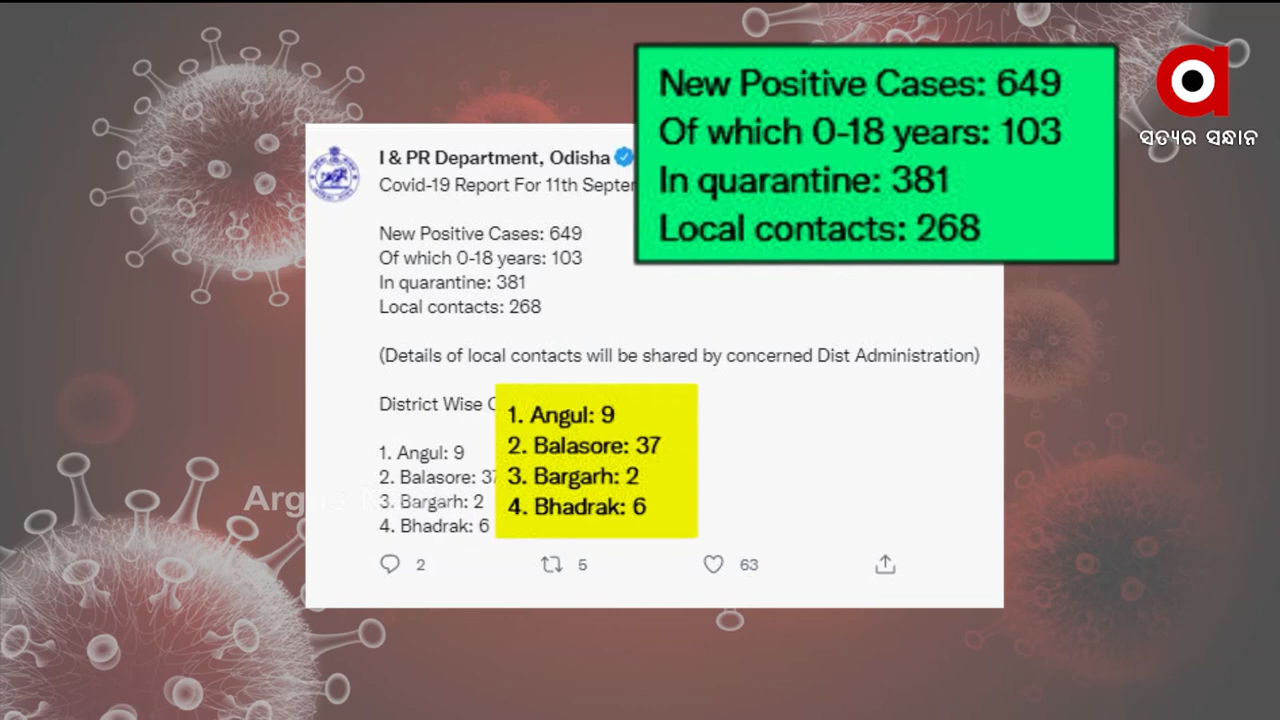 New Positive Cases: 649
Of which 0-18 years: 103
In quarantine: 381
Local contacts: 268
ସତ୍ୟର ସନ୍ଧାନ
I & PR Department, Odisha
Covid-19 Report For 11th
New Positive Cases: 649
Of which 0-18 years: 103
In quarantine: 381
Local contacts: 268
(Details of local contacts will be shared by concerned Dist Administration)
District Wise
1. Angul: 9
2. Balasore: 37
3. Bargarh: 2
4. Bhadrak: 6
1. Angul: 9
2. Balasore: 37
3. Bargarh: 2
4. Bhadrak: 6
2 5 63